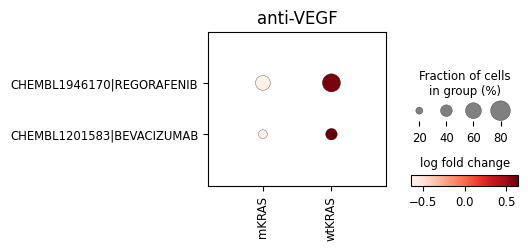 anti-VEGF
CHEMBL1946170|REGORAFENIB
CHEMBL1201583|BEVACIZUMAB
mKRAS
wtKRAS
Fraction of cells
in group (%)
20 40 60 80
log fold change
−0.5 0.0 0.5